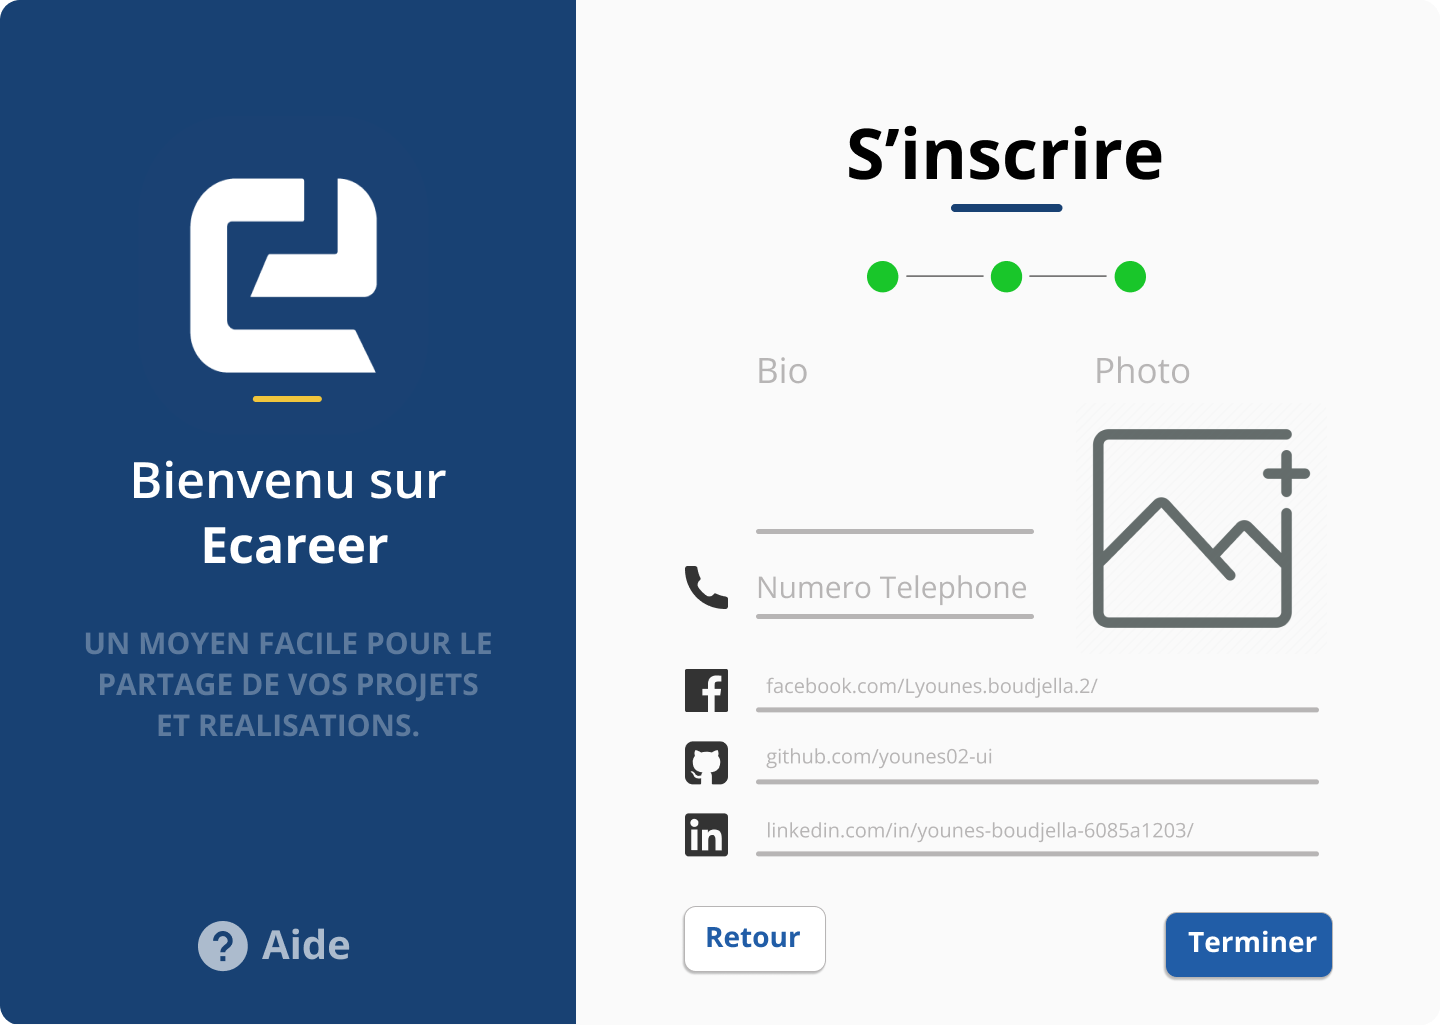 Bienvenu sur
Ecareer
UN MOYEN FACILE POUR LE
PARTAGE DE VOS PROJETS
ET REALISATIONS.
? Aide
S’inscrire
Bio
Photo
Numero Telephone
facebook.com/Lyounes.boudjella.2/
github.com/younes02-ui
linkedin.com/in/younes-boudjella-6085a1203/
Retour
Terminer